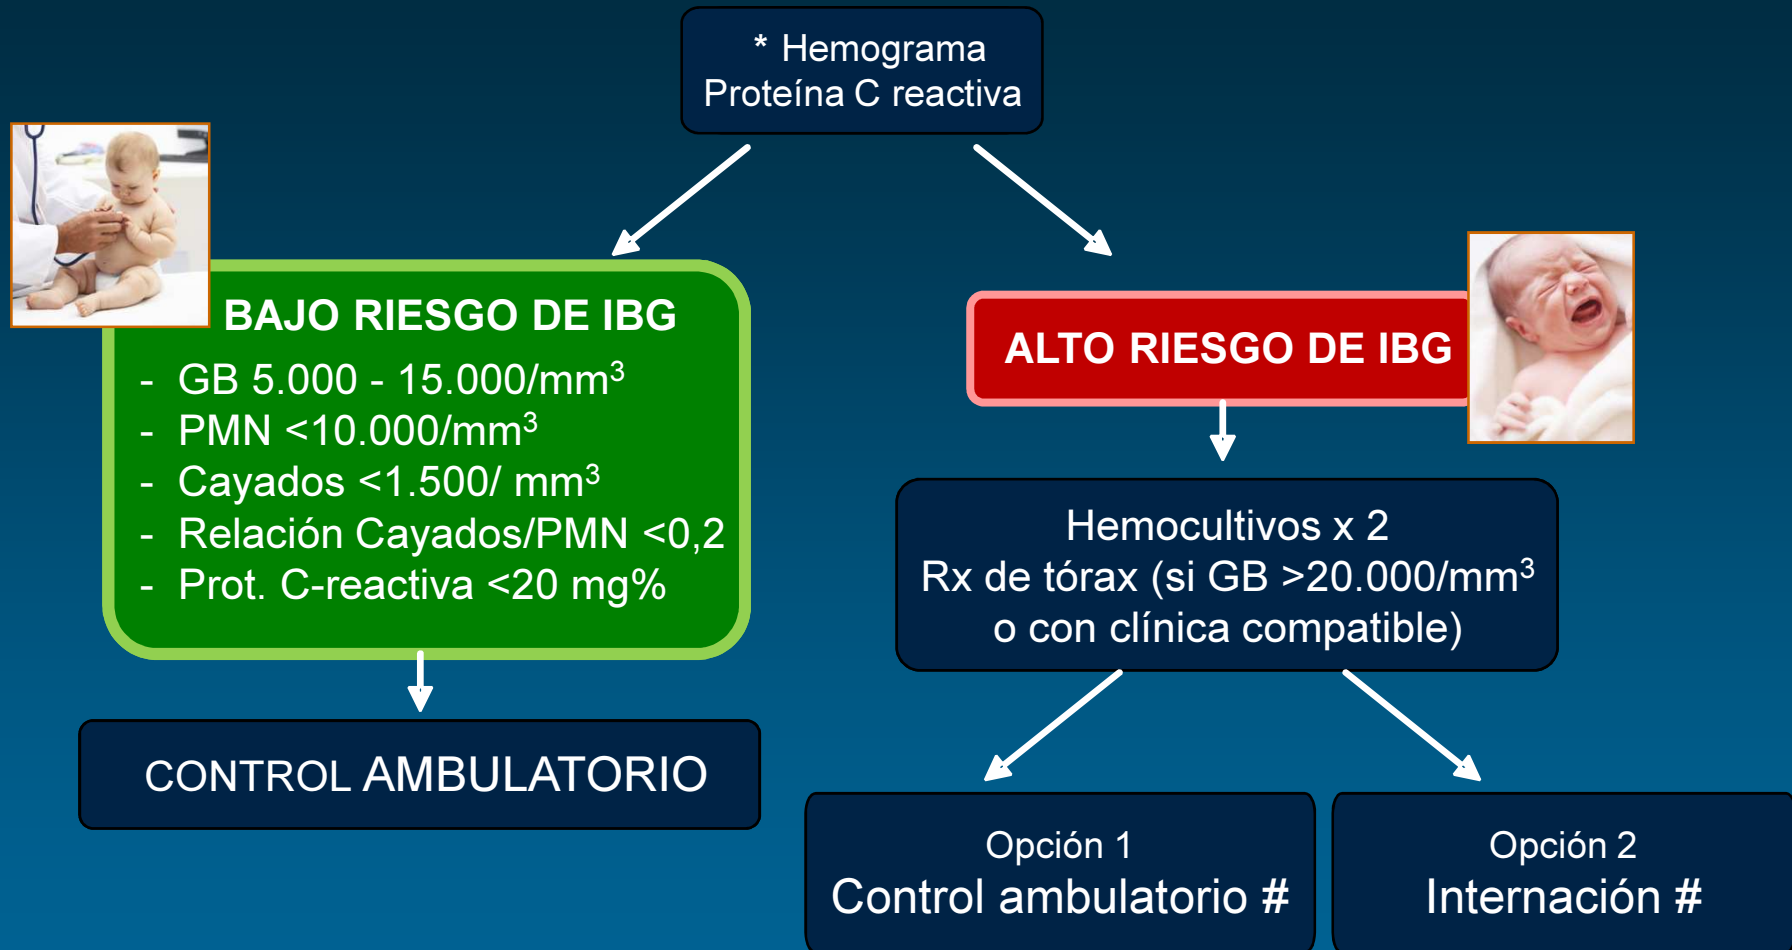 * Hemograma
Proteína C reactiva
BAJO RIESGO DE IBG
- GB 5.000 - 15.000/mm³
- PMN <10.000/mm³
- Cayados <1.500/ mm³
- Relación Cayados/PMN <0,2
- Prot. C-reactiva <20 mg%
CONTROL AMBULATORIO
ALTO RIESGO DE IBG
Hemocultivos x 2
Rx de tórax (si GB >20.000/mm³
o con clínica compatible)
Opción 1
Control ambulatorio #
Opción 2
Internación #